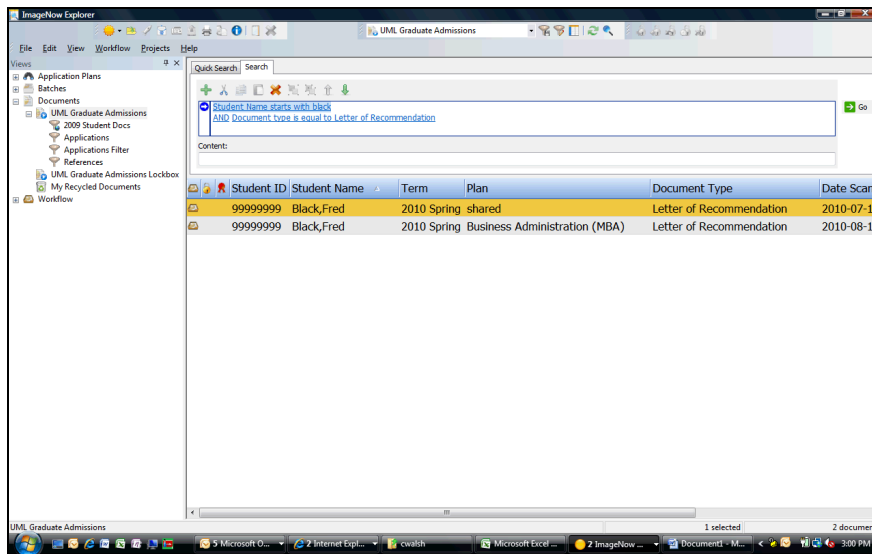 ImageNow Explorer
UML Graduate Admissions
File Edit View Workflow Projects Help
Views
Application Plans
Batches
Documents
UML Graduate Admissions
2009 Student Docs
Applications
Applications Filter
References
UML Graduate Admissions Lockbox
My Recycled Documents
Workflow
Quick Search Search
Student Name starts with black
AND Document type is equal to Letter of Recommendation
Go
Content:
Student ID Student Name Term Plan Document Type Date Scan
99999999 Black,Fred 2010 Spring shared Letter of Recommendation 2010-07-1
99999999 Black,Fred 2010 Spring Business Administration (MBA) Letter of Recommendation 2010-08-1
UML Graduate Admissions 1 selected 2 documen
5 Microsoft O... 2 Internet Expl... cwalsh Microsoft Excel ... 2 ImageNow ... Document1 - M... 3:00 PM